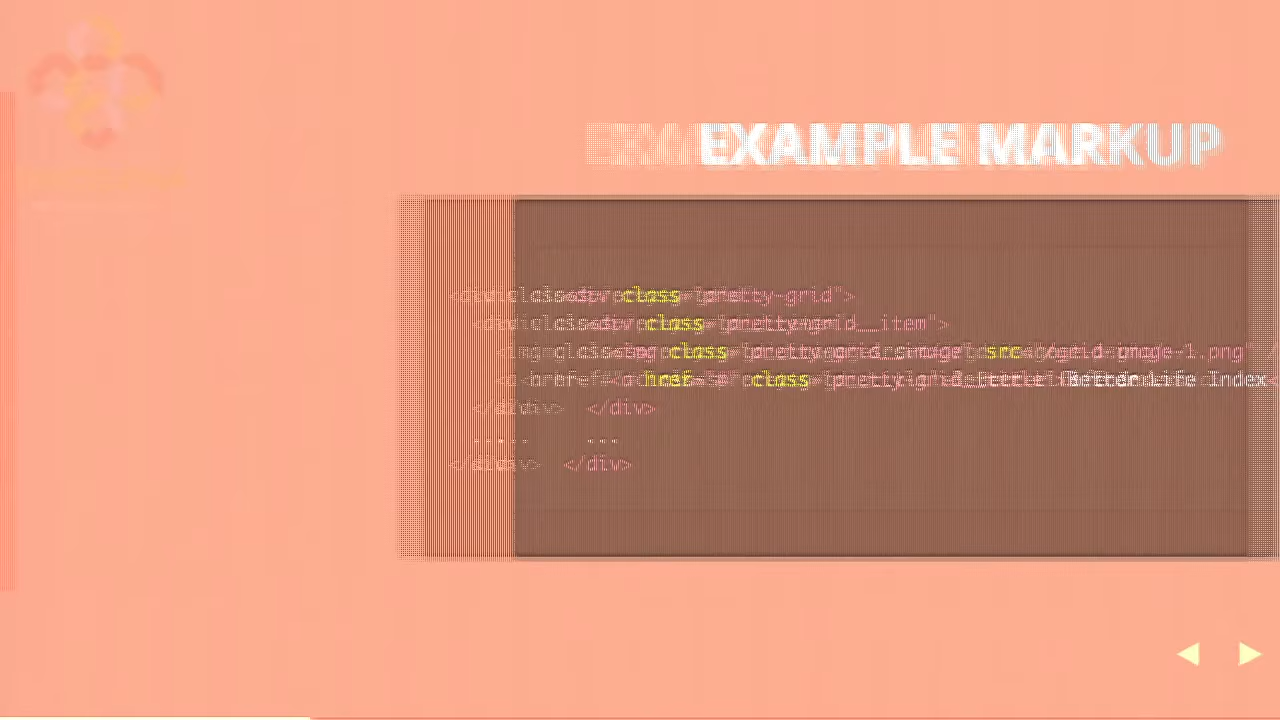 EXAMPLE MARKUP
<div class="pretty-grid">
<div class="pretty-grid__item">
<img class="pretty-grid__image" src="/grid-image-1.png"
<a href="#" class="pretty-grid__title">Better Life Index<
</div>
...
</div>